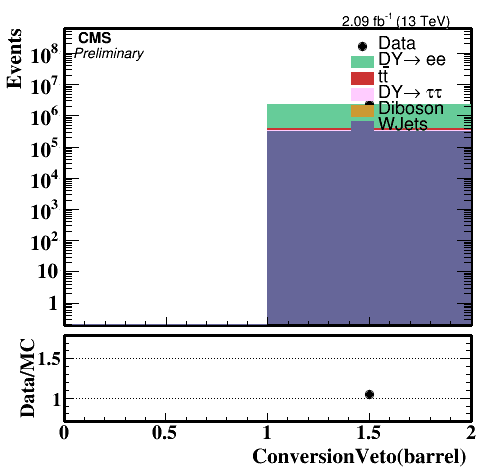 2.09 fb⁻¹ (13 TeV)
CMS
Preliminary
Events
10⁸
10⁷
10⁶
10⁵
10⁴
10³
10²
10
1
Data
DY→ ee
tt̄
DY→ ττ
Diboson
WJets
Data/MC
1.5
1
0 0.5 1 1.5 2
ConversionVeto(barrel)